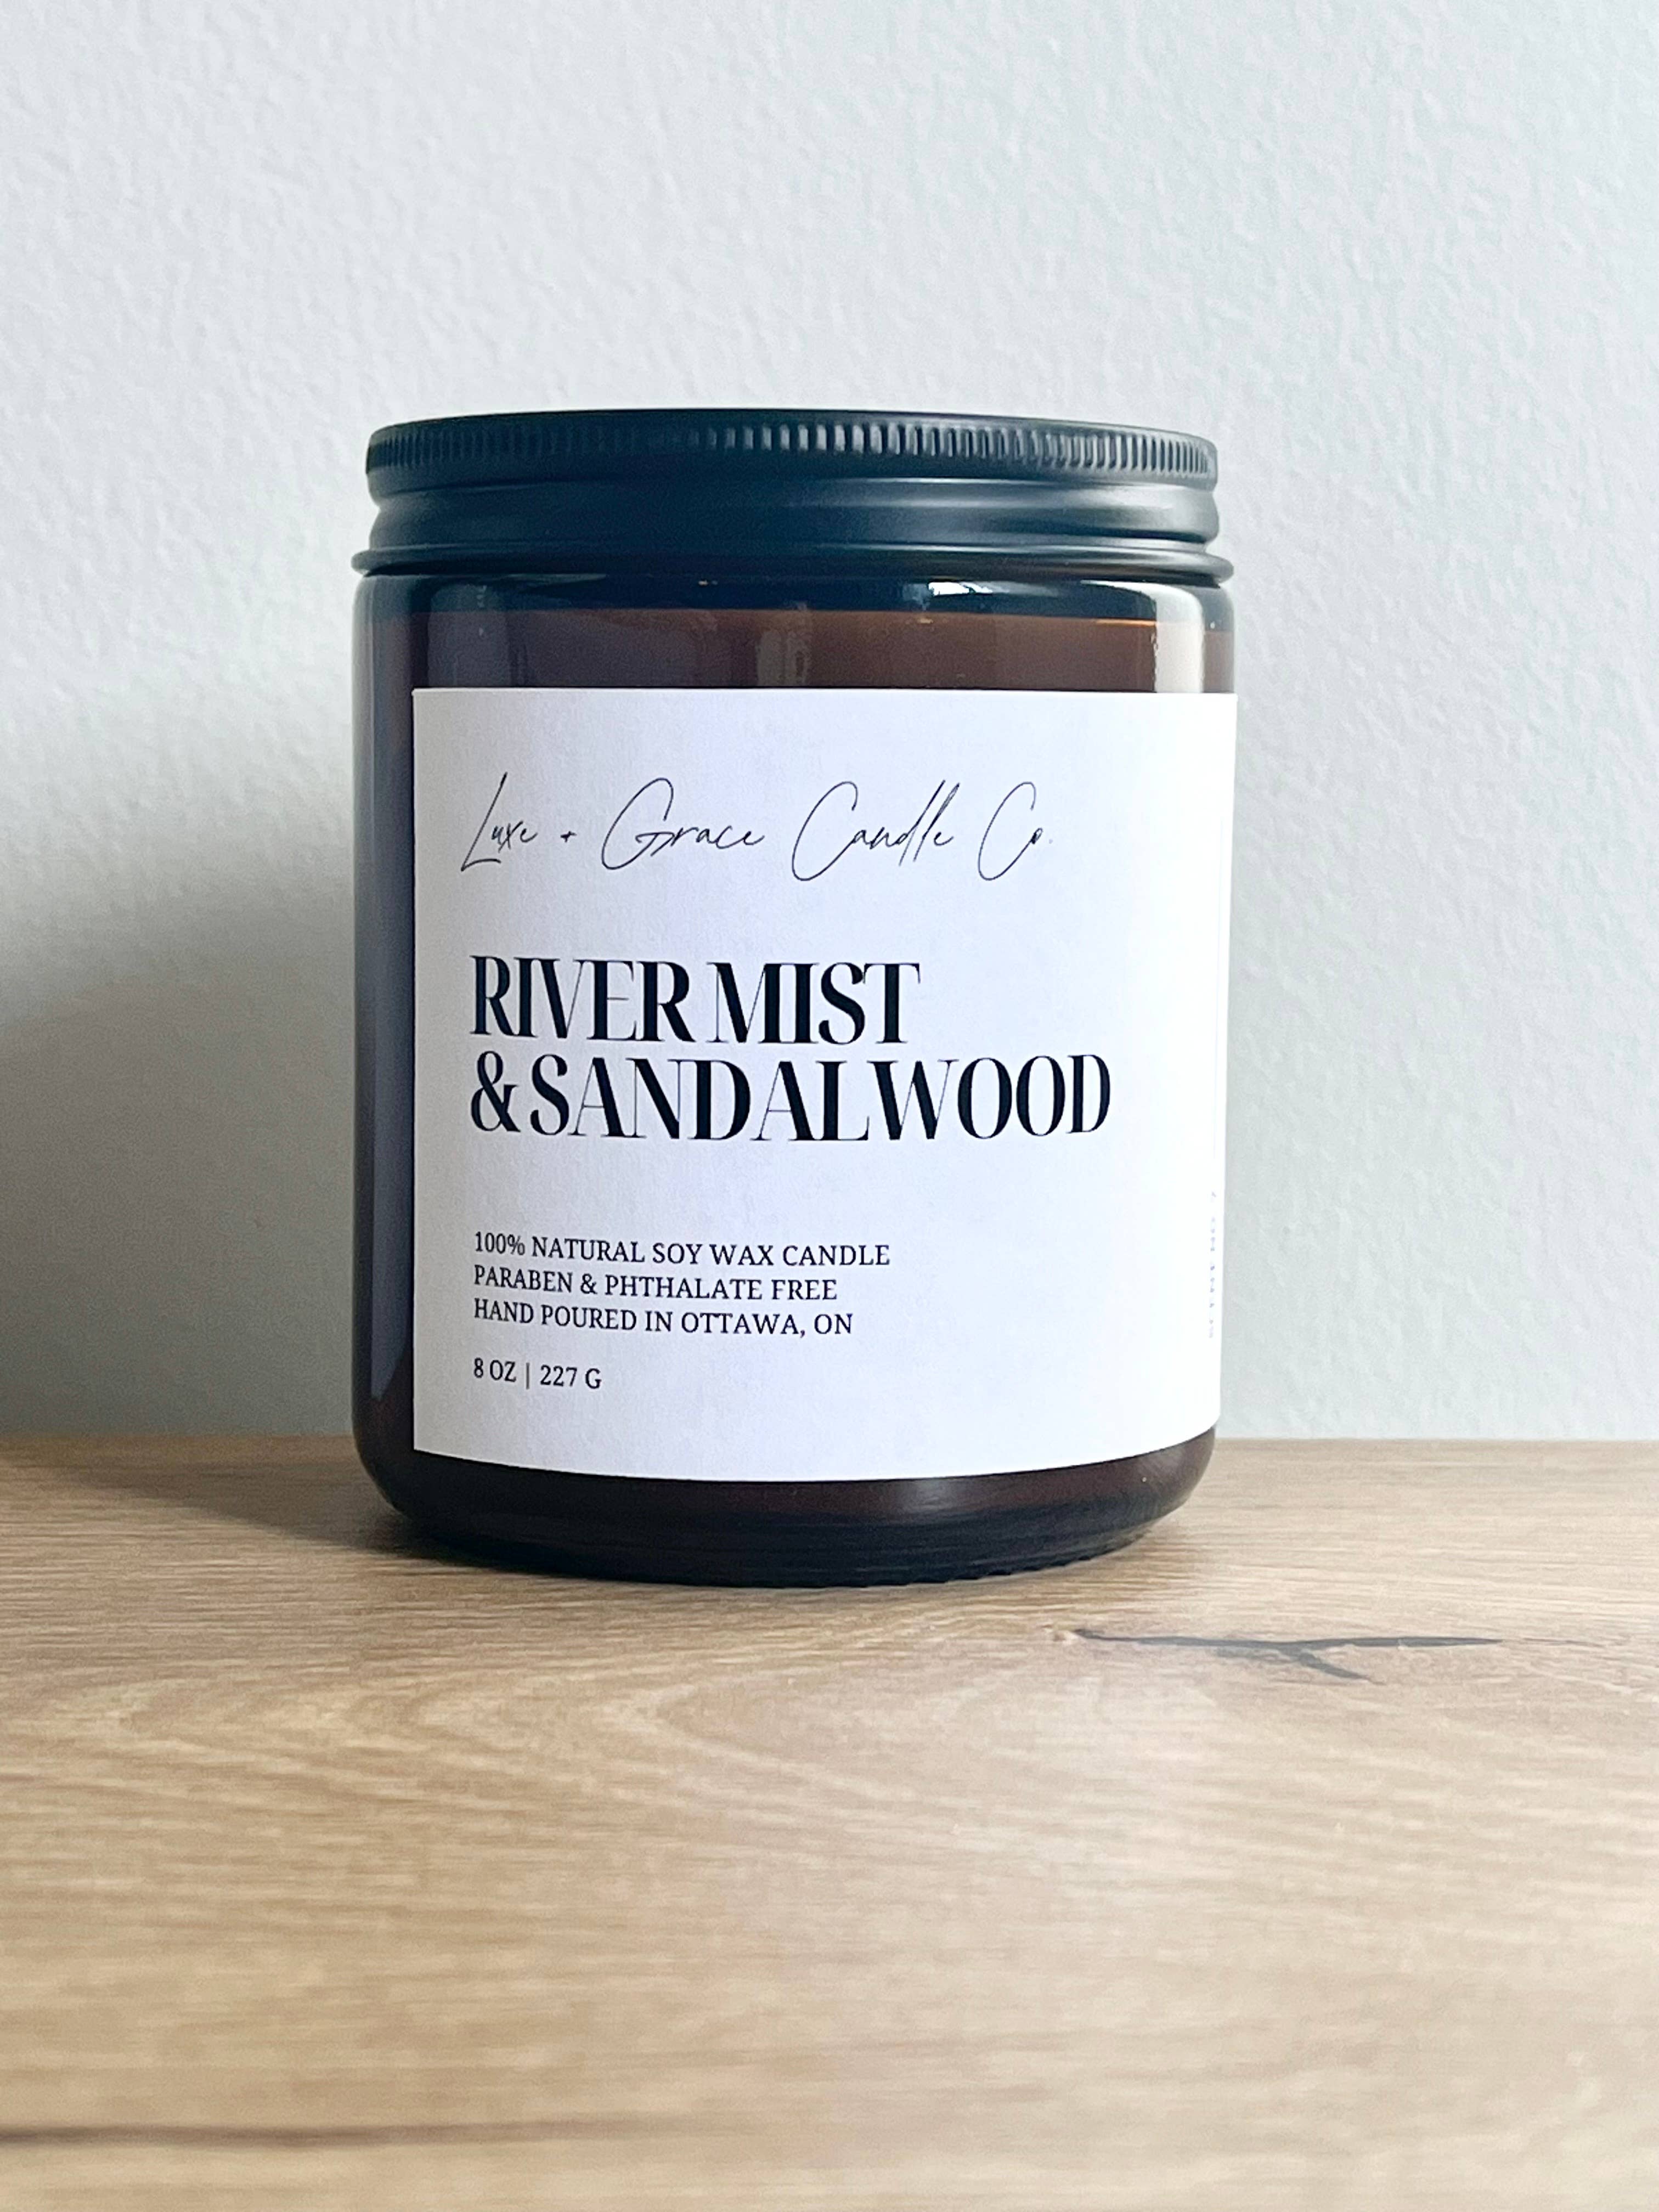 Luxe + Grace Candle Co.
RIVER MIST
& SANDALWOOD
100% NATURAL SOY WAX CANDLE
PARABEN & PHTHALATE FREE
HAND POURED IN OTTAWA, ON
8 OZ | 227 G